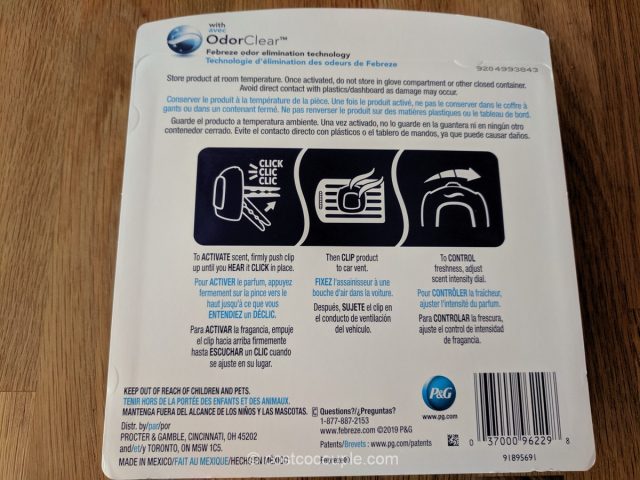 with
avec
OdorClear™
Febreze odor elimination technology
Technologie d'élimination des odeurs de Febreze
9204993843
Store product at room temperature. Once activated, do not store in glove compartment or other closed container.
Avoid direct contact with plastics/dashboard as damage may occur.
Conserver le produit à la température de la pièce. Une fois le produit activé, ne pas le conserver dans le coffre à
gants ou dans un contenant fermé. Ne pas renverser le produit sur des matières plastiques ou le tableau de bord.
Guarde el producto a temperatura ambiente. Una vez activado, no lo guarde en la guantera ni en ningún otro
contenedor cerrado. Evite el contacto directo con plásticos o el tablero de mandos, ya que puede causar daños.
CLICK
CLIC
CLIC
To ACTIVATE scent, firmly push clip
up until you HEAR it CLICK in place.
Pour ACTIVER le parfum, appuyez
fermement sur la pince vers le
haut jusqu'à ce que vous
ENTENDIEZ un DÉCLIC.
Para ACTIVAR la fragancia, empuje
el clip hacia arriba firmemente
hasta ESCUCHAR un CLIC cuando
se ajuste en su lugar.
Then CLIP product
to car vent.
FIXEZ l'assainisseur à une
bouche d'air dans la voiture.
Después, SUJETE el clip en
el conducto de ventilación
del vehículo.
To CONTROL
freshness, adjust
scent intensity dial.
Pour CONTRÔLER la fraîcheur,
ajuster l'intensité du parfum.
Para CONTROLAR la frescura,
ajuste el control de intensidad
de fragancia.
KEEP OUT OF REACH OF CHILDREN AND PETS.
TENIR HORS DE LA PORTÉE DES ENFANTS ET DES ANIMAUX.
MANTENGA FUERA DEL ALCANCE DE LOS NIÑOS Y LAS MASCOTAS.
Distr. by/par/por
PROCTER & GAMBLE, CINCINNATI, OH 45202
and/et/y TORONTO, ON M5W 1C5.
MADE IN MEXICO/FAIT AU MEXIQUE/HECHO EN MÉXICO
Questions?/¿Preguntas?
1-877-887-2153
www.febreze.com ©2019 P&G
Patents/Brevets : www.pg.com/patents
P&G
www.pg.com
0 37000 96229 8
91895691
costcocouple.com